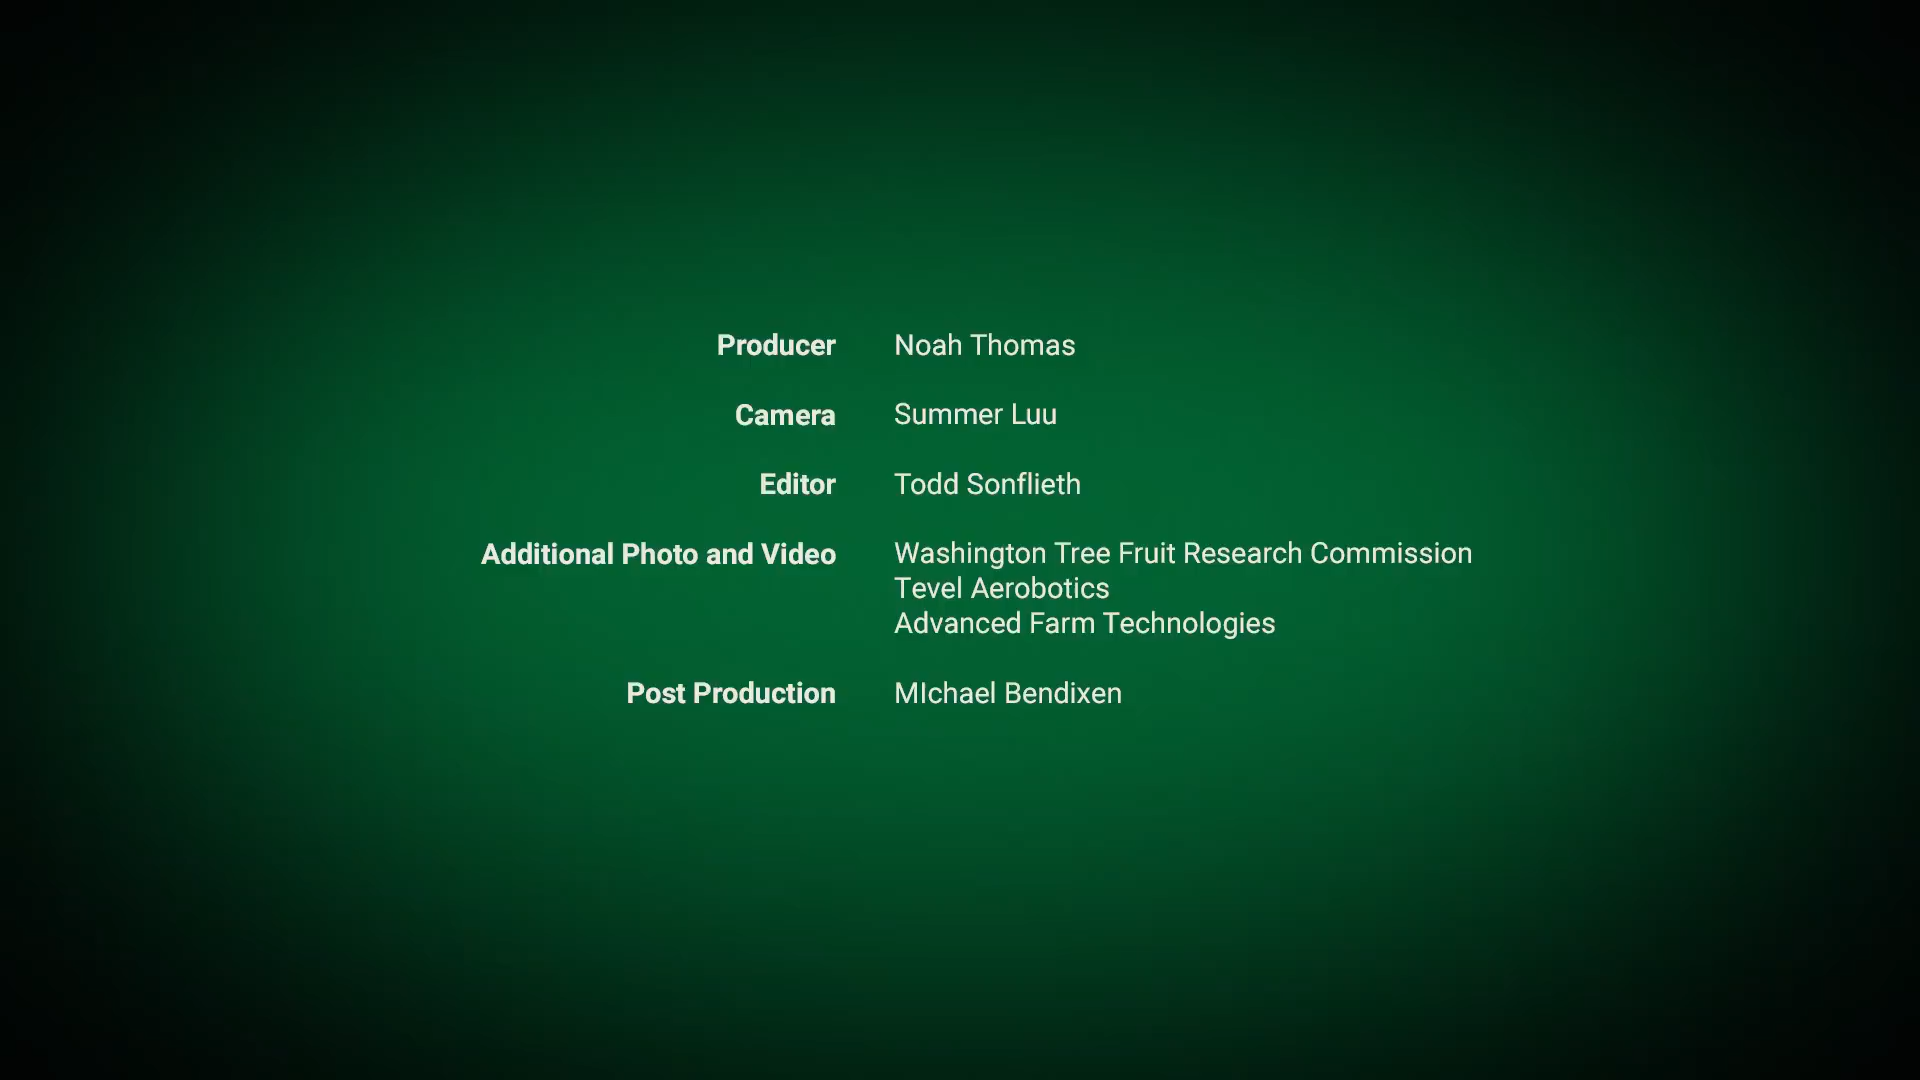 Producer Noah Thomas
Camera Summer Luu
Editor Todd Sonflieth
Additional Photo and Video Washington Tree Fruit Research Commission
Tevel Aerobotics
Advanced Farm Technologies
Post Production MIchael Bendixen